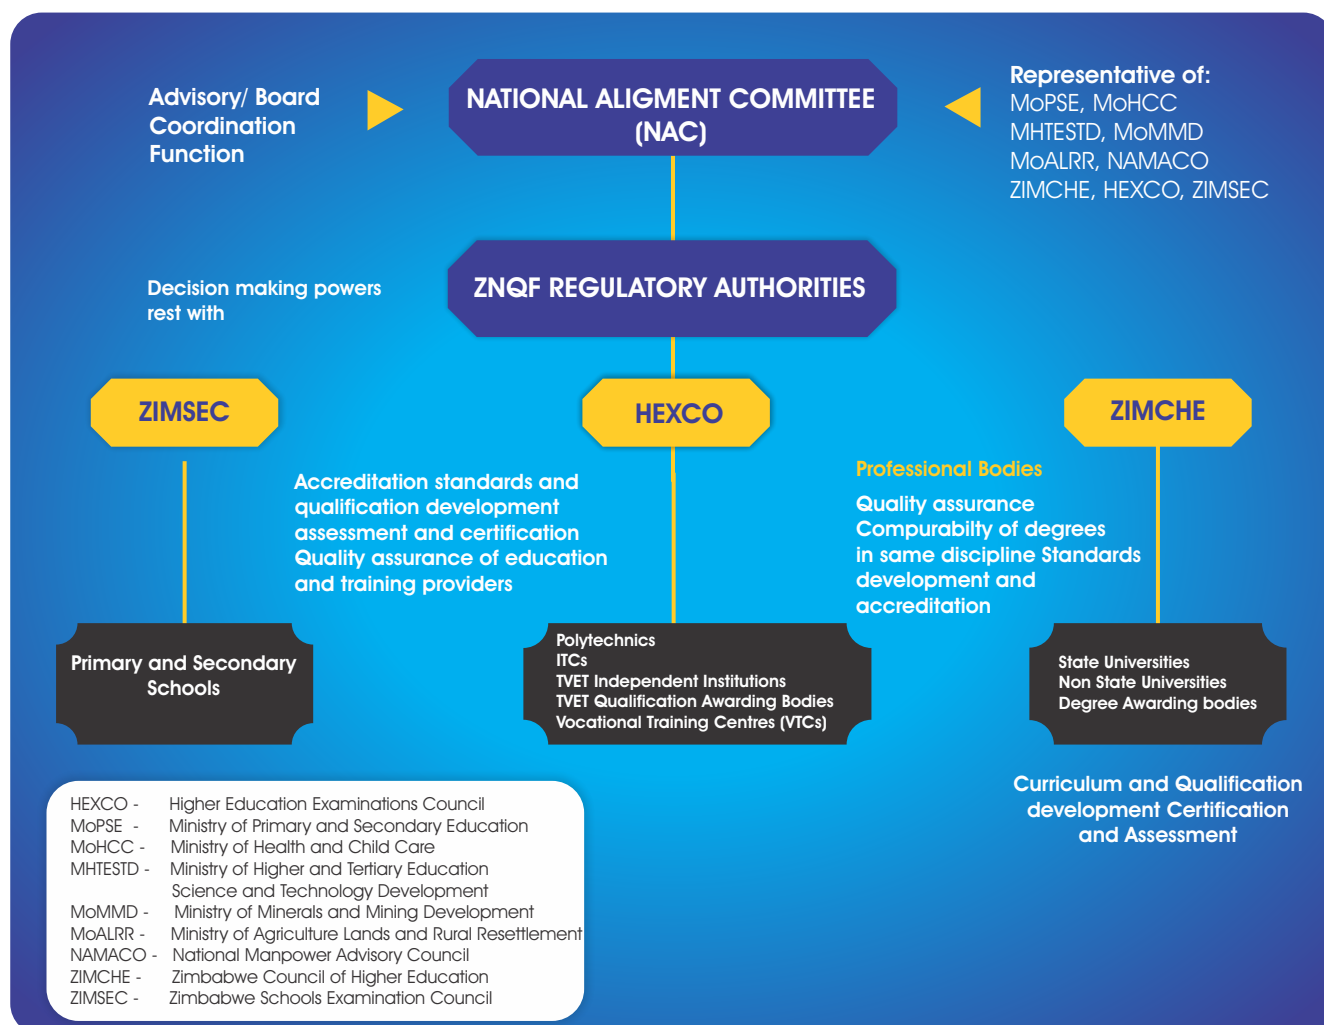 Advisory/ Board
Coordination
Function
NATIONAL ALIGMENT COMMITTEE
(NAC)
Representative of:
MoPSE, MoHCC
MHTESTD, MoMMD
MoALRR, NAMACO
ZIMCHE, HEXCO, ZIMSEC
Decision making powers
rest with
ZNQF REGULATORY AUTHORITIES
ZIMSEC
HEXCO
ZIMCHE
Accreditation standards and
qualification development
assessment and certification
Quality assurance of education
and training providers
Professional Bodies
Quality assurance
Compurabilty of degrees
in same discipline Standards
development and
accreditation
Primary and Secondary
Schools
Polytechnics
ITCs
TVET Independent Institutions
TVET Qualification Awarding Bodies
Vocational Training Centres (VTCs)
State Universities
Non State Universities
Degree Awarding bodies
Curriculum and Qualification
development Certification
and Assessment
HEXCO - Higher Education Examinations Council
MoPSE - Ministry of Primary and Secondary Education
MoHCC - Ministry of Health and Child Care
MHTESTD - Ministry of Higher and Tertiary Education
Science and Technology Development
MoMMD - Ministry of Minerals and Mining Development
MoALRR - Ministry of Agriculture Lands and Rural Resettlement
NAMACO - National Manpower Advisory Council
ZIMCHE - Zimbabwe Council of Higher Education
ZIMSEC - Zimbabwe Schools Examination Council